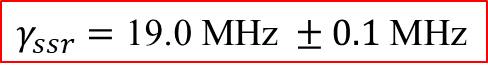 γ_ssr = 19.0 MHz ± 0.1 MHz